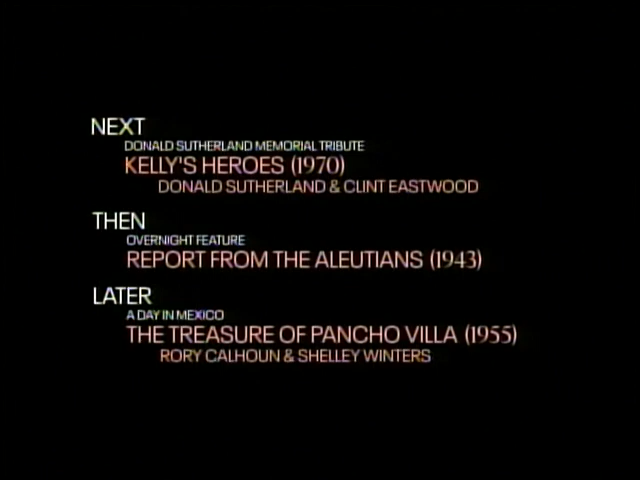 NEXT
DONALD SUTHERLAND MEMORIAL TRIBUTE
KELLY'S HEROES (1970)
DONALD SUTHERLAND & CLINT EASTWOOD
THEN
OVERNIGHT FEATURE
REPORT FROM THE ALEUTIANS (1943)
LATER
A DAY IN MEXICO
THE TREASURE OF PANCHO VILLA (1955)
RORY CALHOUN & SHELLEY WINTERS